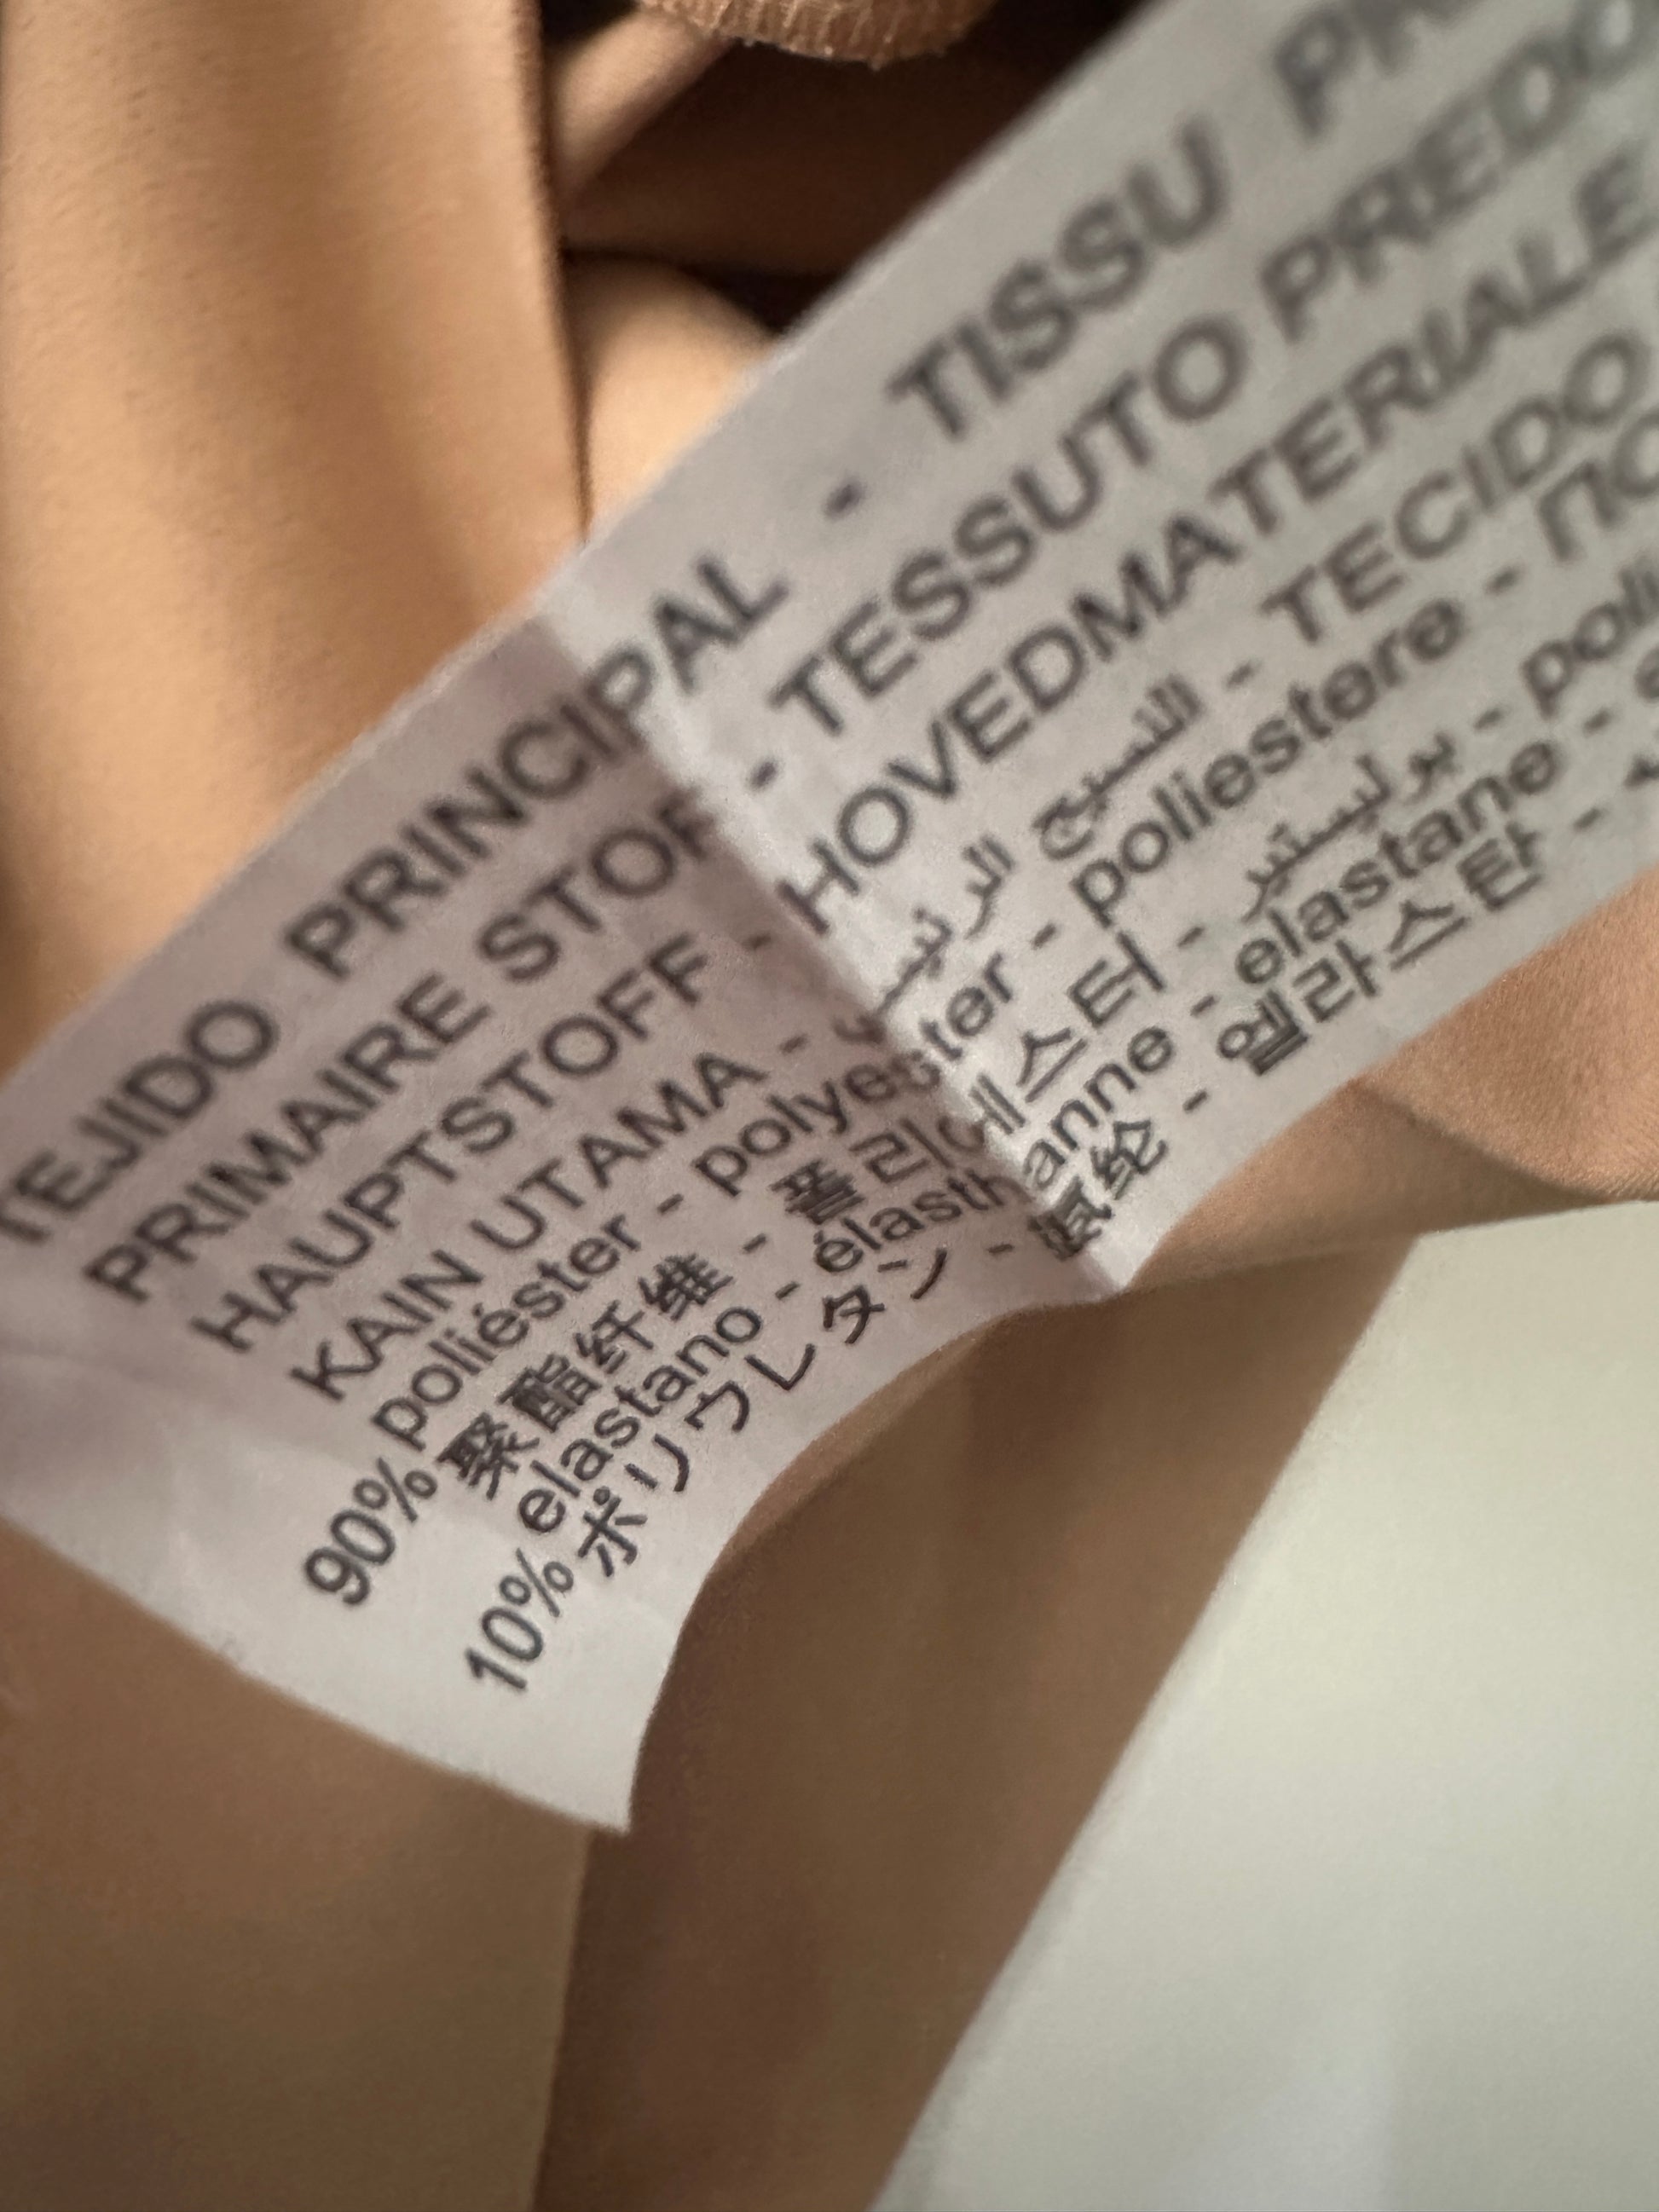 TEJIDO PRINCIPAL - TISSU
PRIMAIRE STOF - TESSUTO
HAUPTSTOFF - HOVEDMATERIALE
KAIN UTAMA - النسيج الرئيسي - TECIDO
90% poliéster - polyester - poliestere -
聚酯纤维 - 폴리에스터 - بوليستير -
10% elastano - élasthanne - elastane -
ポリウレタン - 氨纶 - 엘라스탄 -